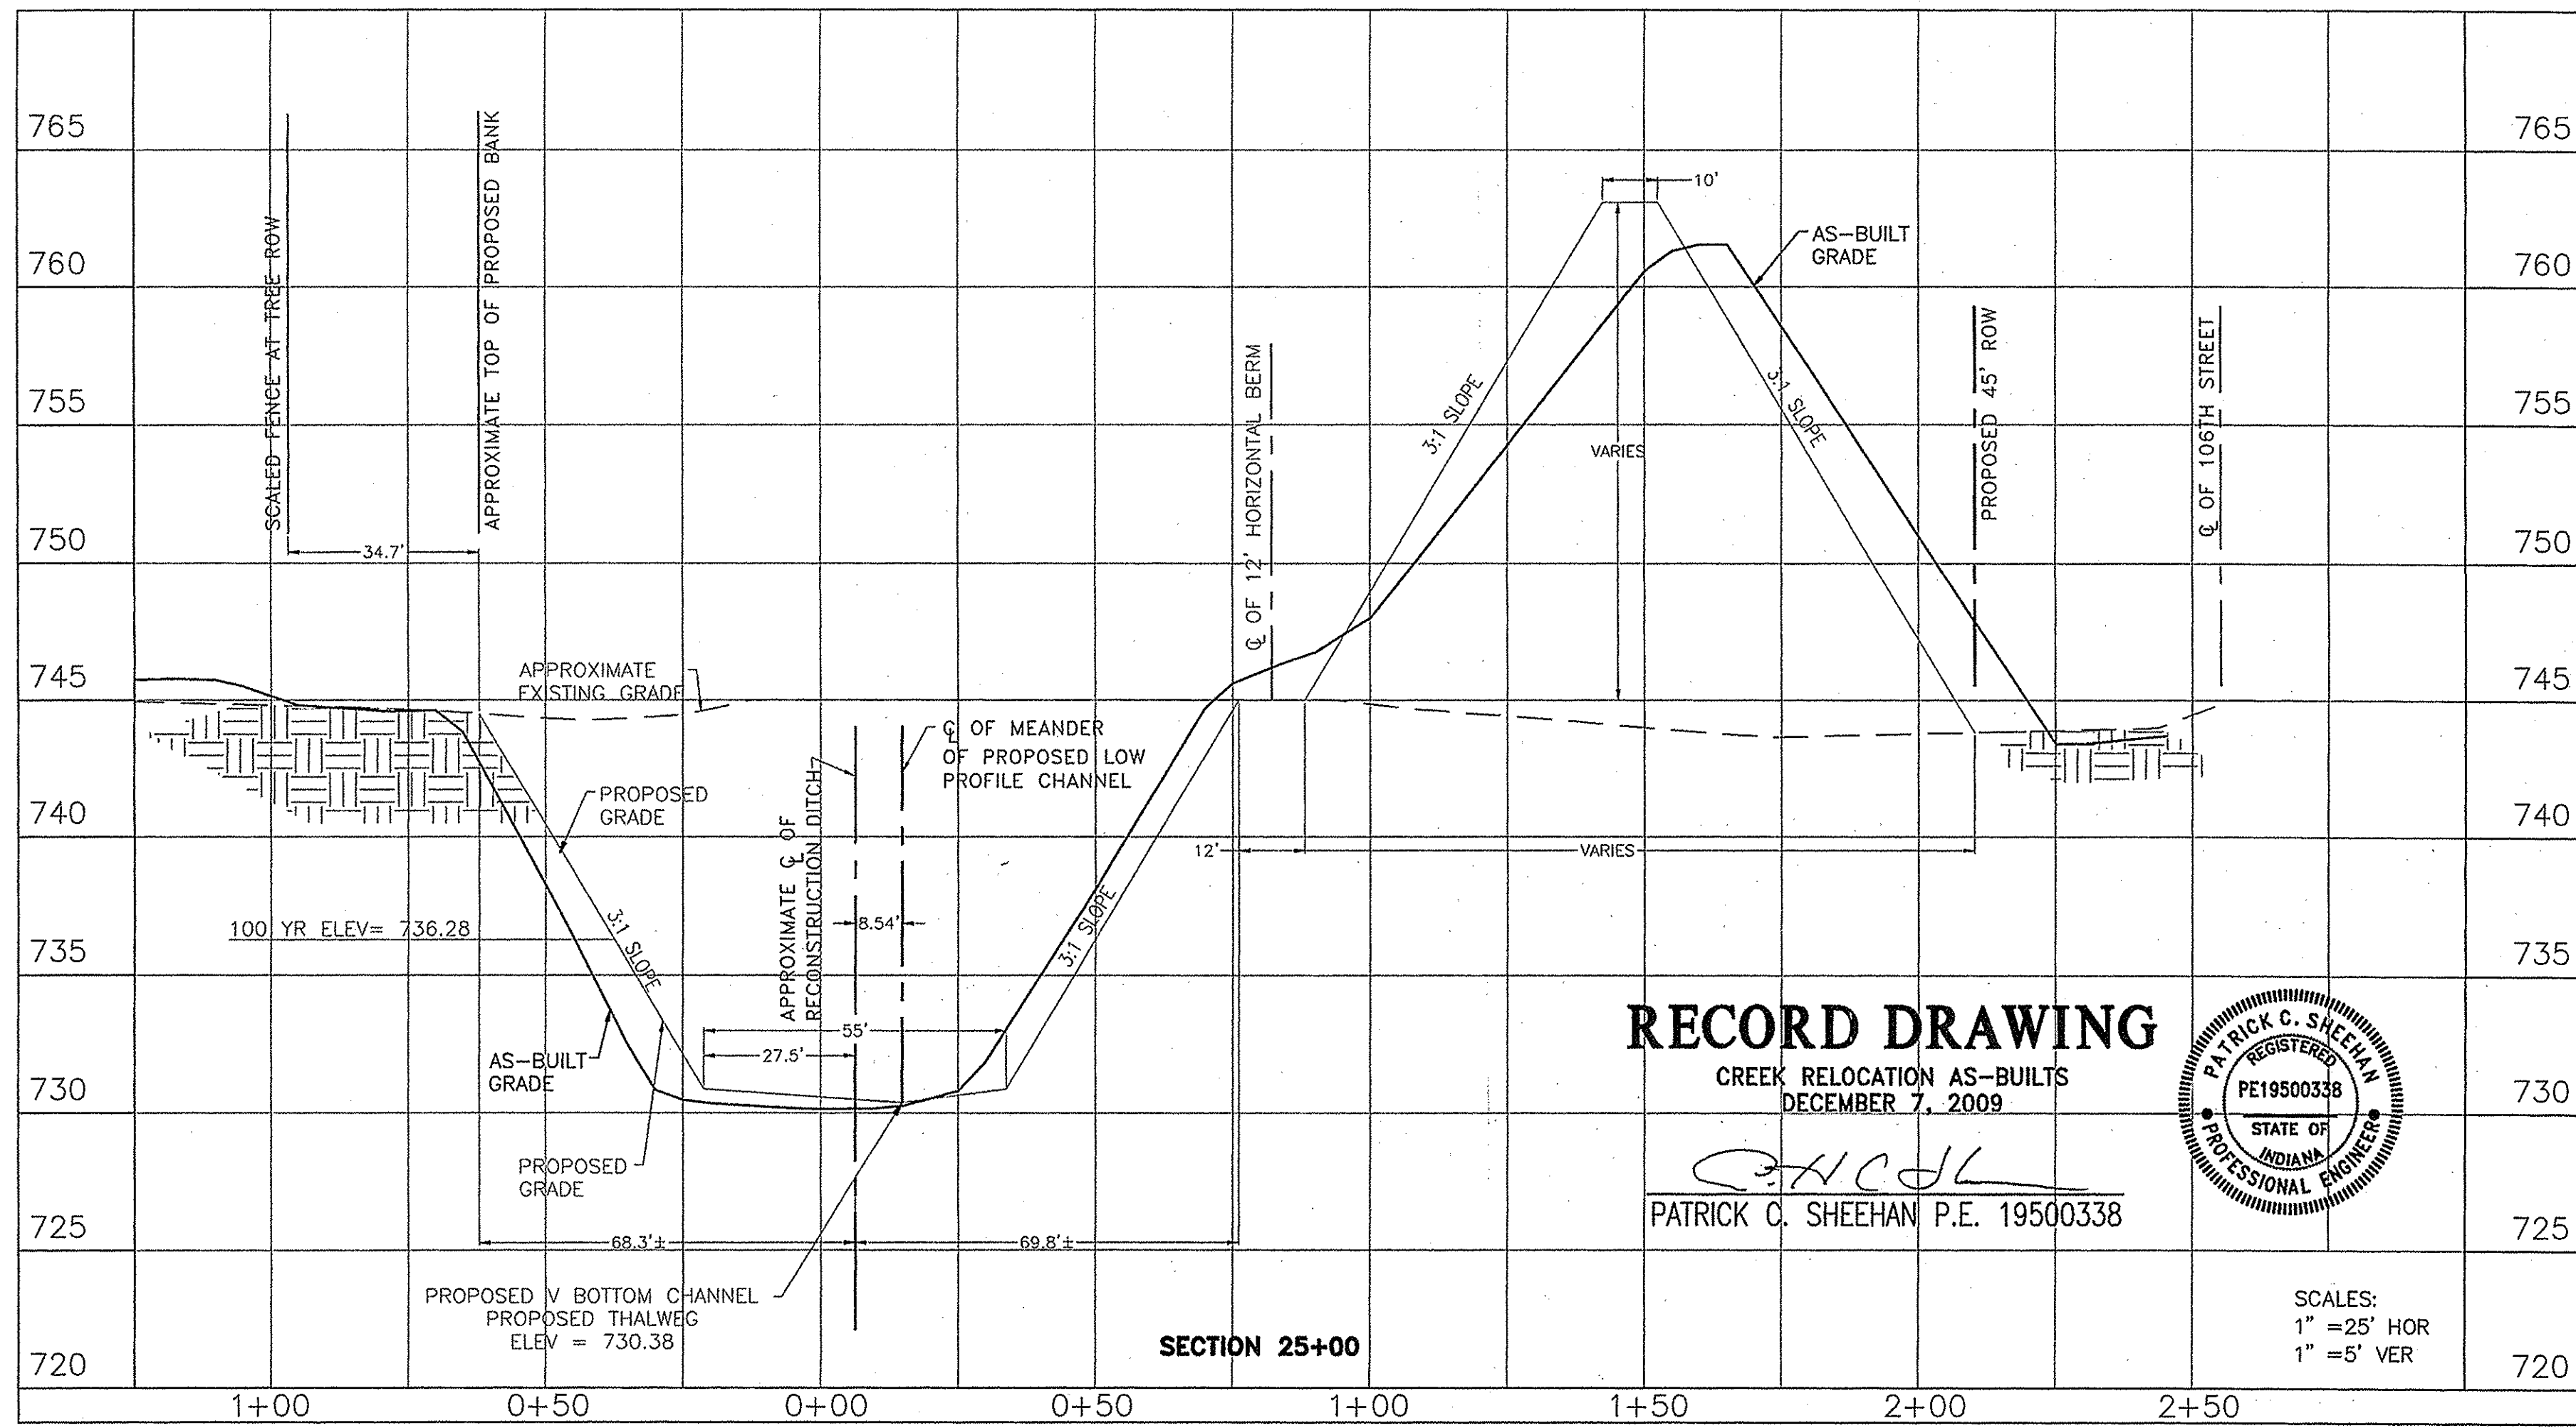 765
760
755
750
745
740
735
730
725
720
765
760
755
750
745
740
735
730
725
720
SCALED FENCE AT TREE ROW
APPROXIMATE TOP OF PROPOSED BANK
34.7'
APPROXIMATE
EXISTING GRADE
PROPOSED
GRADE
100 YR ELEV= 736.28
3:1 SLOPE
AS-BUILT
GRADE
PROPOSED
GRADE
APPROXIMATE ℄ OF
RECONSTRUCTION DITCH
℄ OF MEANDER
OF PROPOSED LOW
PROFILE CHANNEL
8.54'
55'
27.5'
68.3'±
69.8'±
PROPOSED V BOTTOM CHANNEL
PROPOSED THALWEG
ELEV = 730.38
3:1 SLOPE
12'
VARIES
℄ OF 12' HORIZONTAL BERM
3:1 SLOPE
10'
VARIES
AS-BUILT
GRADE
3:1 SLOPE
PROPOSED 45' ROW
℄ OF 106TH STREET
RECORD DRAWING
CREEK RELOCATION AS-BUILTS
DECEMBER 7, 2009
PATRICK C. SHEEHAN P.E. 19500338
PATRICK C. SHEEHAN
REGISTERED
PE19500338
STATE OF
INDIANA
PROFESSIONAL ENGINEER
SECTION 25+00
SCALES:
1" =25' HOR
1" =5' VER
1+00
0+50
0+00
0+50
1+00
1+50
2+00
2+50